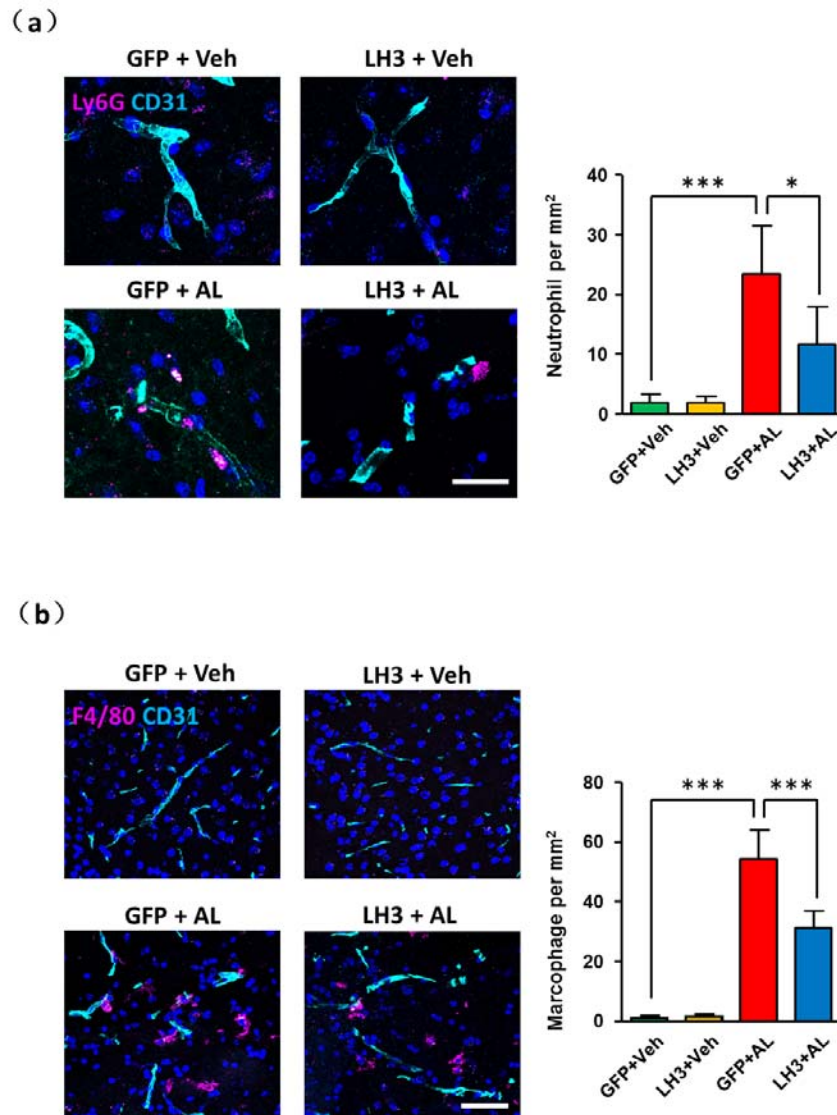 （a）
GFP + Veh
LH3 + Veh
Ly6G CD31
GFP + AL
LH3 + AL
Neutrophil per mm²
40
30
20
10
0
***
*
GFP+Veh
LH3+Veh
GFP+AL
LH3+AL
（b）
GFP + Veh
LH3 + Veh
F4/80 CD31
GFP + AL
LH3 + AL
Marcophage per mm²
80
60
40
20
0
***
***
GFP+Veh
LH3+Veh
GFP+AL
LH3+AL